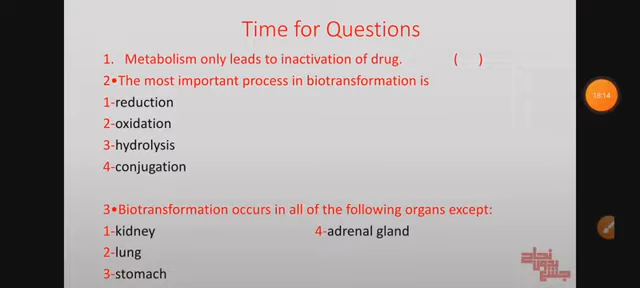 Time for Questions
1. Metabolism only leads to inactivation of drug. ( )
2•The most important process in biotransformation is
1-reduction
2-oxidation
3-hydrolysis
4-conjugation
3•Biotransformation occurs in all of the following organs except:
1-kidney 4-adrenal gland
2-lung
3-stomach
18:14